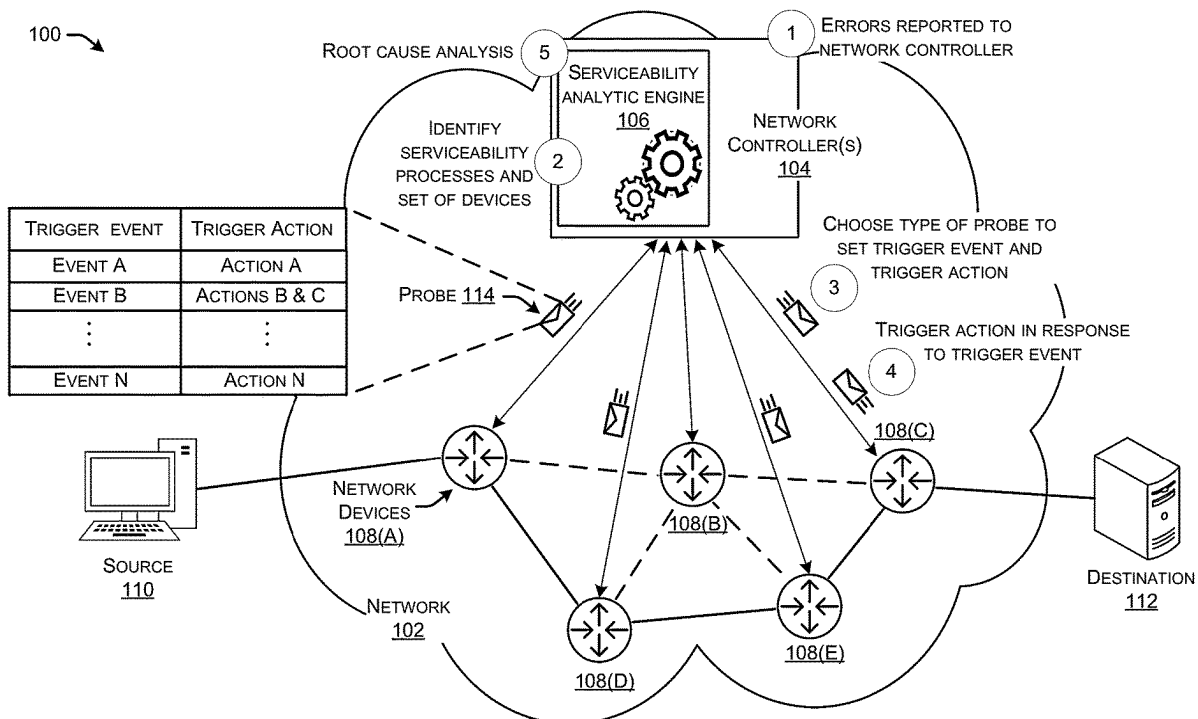 100
ROOT CAUSE ANALYSIS
5
1
ERRORS REPORTED TO
NETWORK CONTROLLER
SERVICEABILITY
ANALYTIC ENGINE
106
IDENTIFY
SERVICEABILITY
PROCESSES AND
SET OF DEVICES
2
NETWORK
CONTROLLER(S)
104
TRIGGER EVENT TRIGGER ACTION
EVENT A ACTION A
EVENT B ACTIONS B & C
⋮ ⋮
EVENT N ACTION N
PROBE 114
CHOOSE TYPE OF PROBE TO
SET TRIGGER EVENT AND
TRIGGER ACTION
3
TRIGGER ACTION IN RESPONSE
TO TRIGGER EVENT
4
108(C)
NETWORK
DEVICES
108(A)
108(B)
SOURCE
110
DESTINATION
112
NETWORK
102
108(D)
108(E)